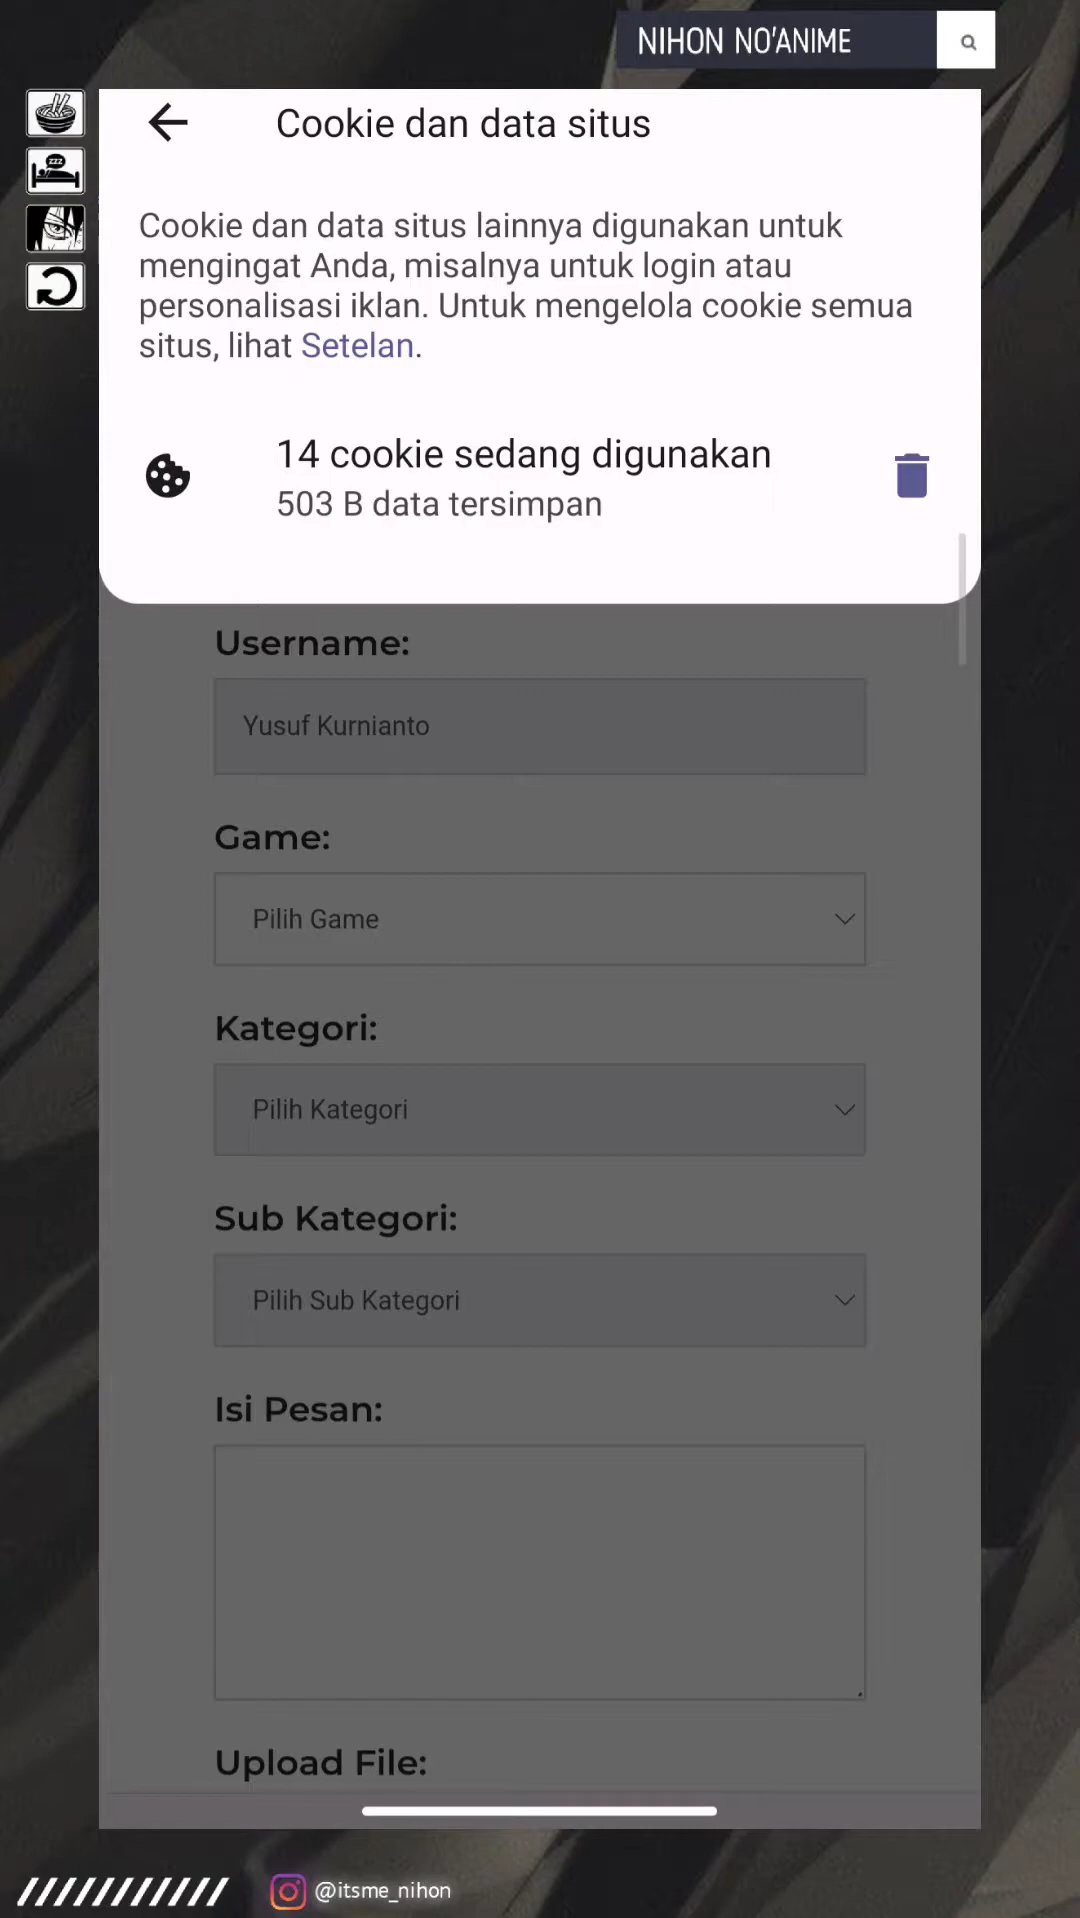 NIHON NO'ANIME
zzz
Cookie dan data situs
Cookie dan data situs lainnya digunakan untuk
mengingat Anda, misalnya untuk login atau
personalisasi iklan. Untuk mengelola cookie semua
situs, lihat Setelan.
14 cookie sedang digunakan
503 B data tersimpan
Username:
Yusuf Kurnianto
Game:
Pilih Game
Kategori:
Pilih Kategori
Sub Kategori:
Pilih Sub Kategori
Isi Pesan:
Upload File:
@itsme_nihon